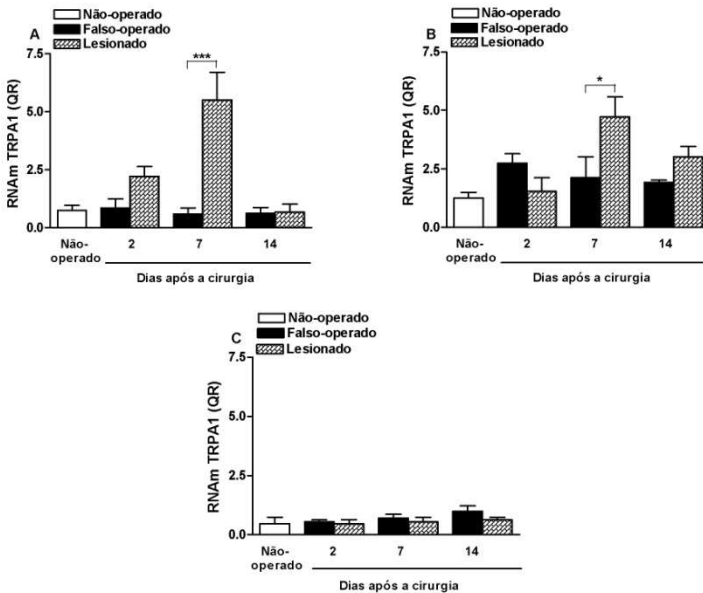 A
Não-operado
Falso-operado
Lesionado
***
RNAm TRPA1 (QR)
7.5
5.0
2.5
0.0
Não-
operado
2
7
14
Dias após a cirurgia
B
Não-operado
Falso-operado
Lesionado
*
RNAm TRPA1 (QR)
7.5
5.0
2.5
0.0
Não-
operado
2
7
14
Dias após a cirurgia
C
Não-operado
Falso-operado
Lesionado
RNAm TRPA1 (QR)
7.5
5.0
2.5
0.0
Não-
operado
2
7
14
Dias após a cirurgia